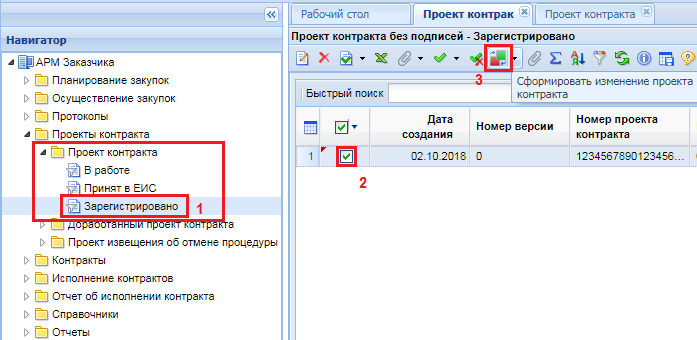 Рабочий стол
Проект контрак
Проект контракта
Навигатор
Проект контракта без подписей - Зарегистрировано
АРМ Заказчика
Планирование закупок
Осуществление закупок
Протоколы
Проекты контракта
Проект контракта
В работе
Принят в ЕИС
Зарегистрировано
1
Доработанный проект контракта
Проект извещения об отмене процедуры
Контракты
Исполнение контрактов
Отчет об исполнении контракта
Справочники
Отчеты
3
Сформировать изменение проекта
контракта
Быстрый поиск
Дата
создания
Номер версии
Номер проекта
контракта
1
02.10.2018
0
1234567890123456...
2